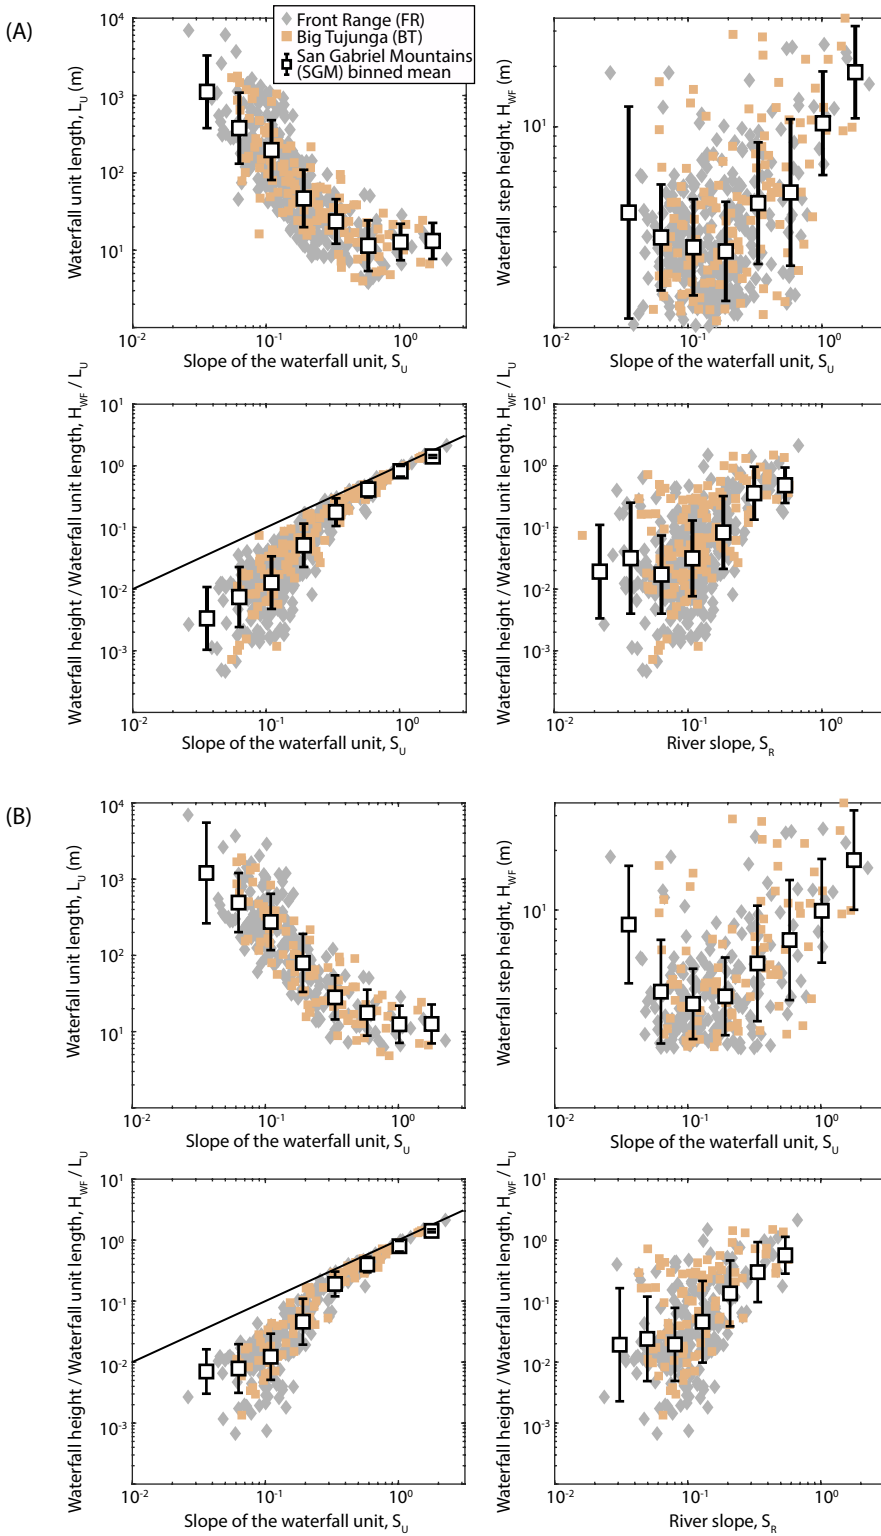 (A)
Front Range (FR)
Big Tujunga (BT)
San Gabriel Mountains
(SGM) binned mean
10^4
10^3
10^2
10^1
Waterfall unit length, L_U (m)
10^-2
10^-1
10^0
Slope of the waterfall unit, S_U
10^1
Waterfall step height, H_WF (m)
10^-2
10^-1
10^0
Slope of the waterfall unit, S_U
10^1
10^0
10^-1
10^-2
10^-3
Waterfall height / Waterfall unit length, H_WF / L_U
10^-2
10^-1
10^0
Slope of the waterfall unit, S_U
10^1
10^0
10^-1
10^-2
10^-3
Waterfall height / Waterfall unit length, H_WF / L_U
10^-2
10^-1
10^0
River slope, S_R
(B)
10^4
10^3
10^2
10^1
Waterfall unit length, L_U (m)
10^-2
10^-1
10^0
Slope of the waterfall unit, S_U
10^1
Waterfall step height, H_WF (m)
10^-2
10^-1
10^0
Slope of the waterfall unit, S_U
10^1
10^0
10^-1
10^-2
10^-3
Waterfall height / Waterfall unit length, H_WF / L_U
10^-2
10^-1
10^0
Slope of the waterfall unit, S_U
10^1
10^0
10^-1
10^-2
10^-3
Waterfall height / Waterfall unit length, H_WF / L_U
10^-2
10^-1
10^0
River slope, S_R